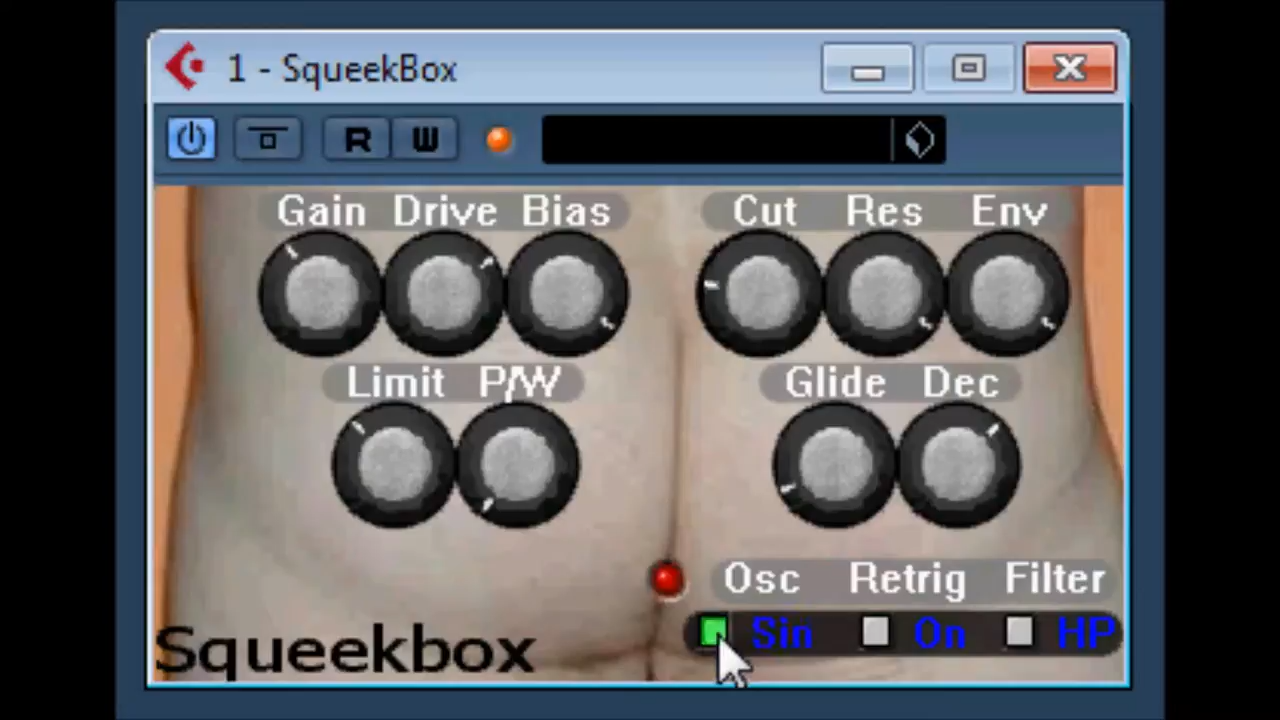 1 - SqueekBox
R W
Gain Drive Bias
Cut Res Env
Limit P/W
Glide Dec
Osc Retrig Filter
Sin On HP
Squeekbox